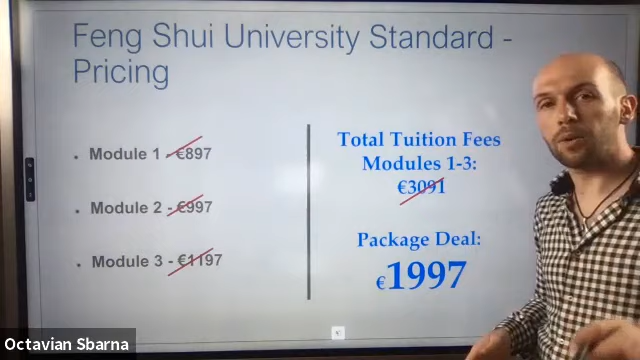 Feng Shui University Standard -
Pricing
• Module 1 - €897
• Module 2 - €997
• Module 3 - €1197
Total Tuition Fees
Modules 1-3:
€3091
Package Deal:
€1997
Octavian Sbarna